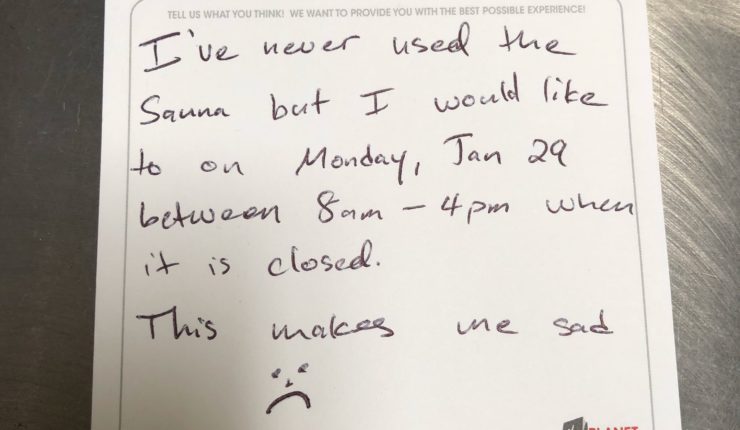 TELL US WHAT YOU THINK! WE WANT TO PROVIDE YOU WITH THE BEST POSSIBLE EXPERIENCE!
I've never used the
Sauna but I would like
to on Monday, Jan 29
between 8am - 4pm when
it is closed.
This makes me sad
PLANET